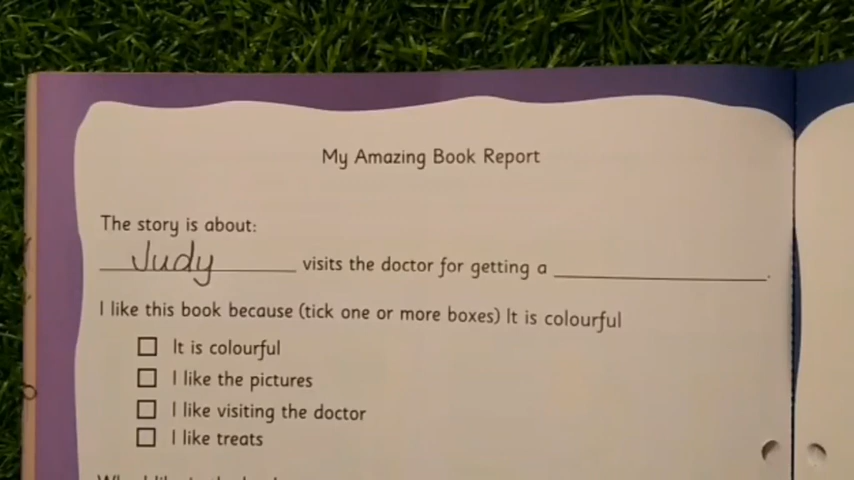 My Amazing Book Report
The story is about:
Judy visits the doctor for getting a ____________.
I like this book because (tick one or more boxes) It is colourful
It is colourful
I like the pictures
I like visiting the doctor
I like treats